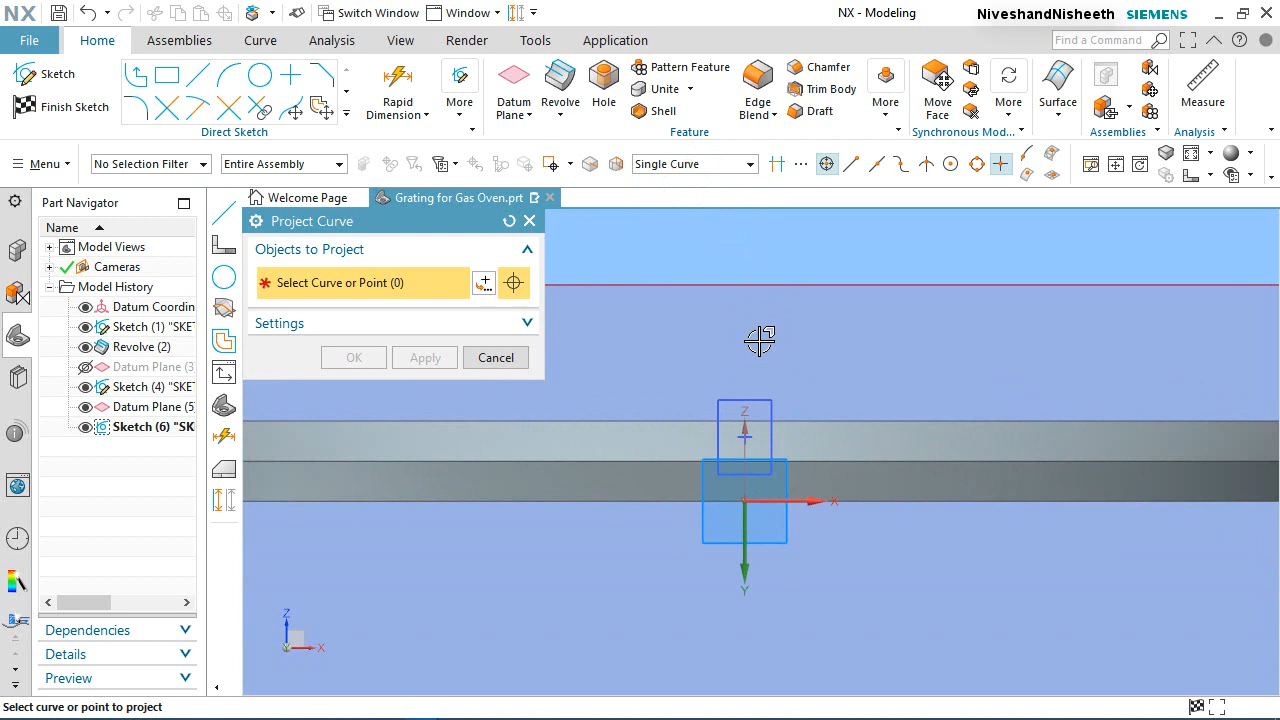 NX
Switch Window
Window
NX - Modeling
NiveshandNisheeth
SIEMENS
File
Home
Assemblies
Curve
Analysis
View
Render
Tools
Application
Find a Command
Sketch
Finish Sketch
Direct Sketch
Rapid
Dimension
More
Datum
Plane
Revolve
Hole
Pattern Feature
Unite
Shell
Edge
Blend
Chamfer
Trim Body
Draft
More
Feature
Move
Face
More
Synchronous Mod...
Surface
Assemblies
Measure
Analysis
Menu
No Selection Filter
Entire Assembly
Single Curve
Part Navigator
Welcome Page
Grating for Gas Oven.prt
Name
Model Views
Cameras
Model History
Datum Coordin
Sketch (1) "SKE
Revolve (2)
Datum Plane (3
Sketch (4) "SKE
Datum Plane (5)
Sketch (6) "SK
Dependencies
Details
Preview
Project Curve
Objects to Project
* Select Curve or Point (0)
Settings
OK
Apply
Cancel
Z
X
Y
Z
Y
X
Select curve or point to project